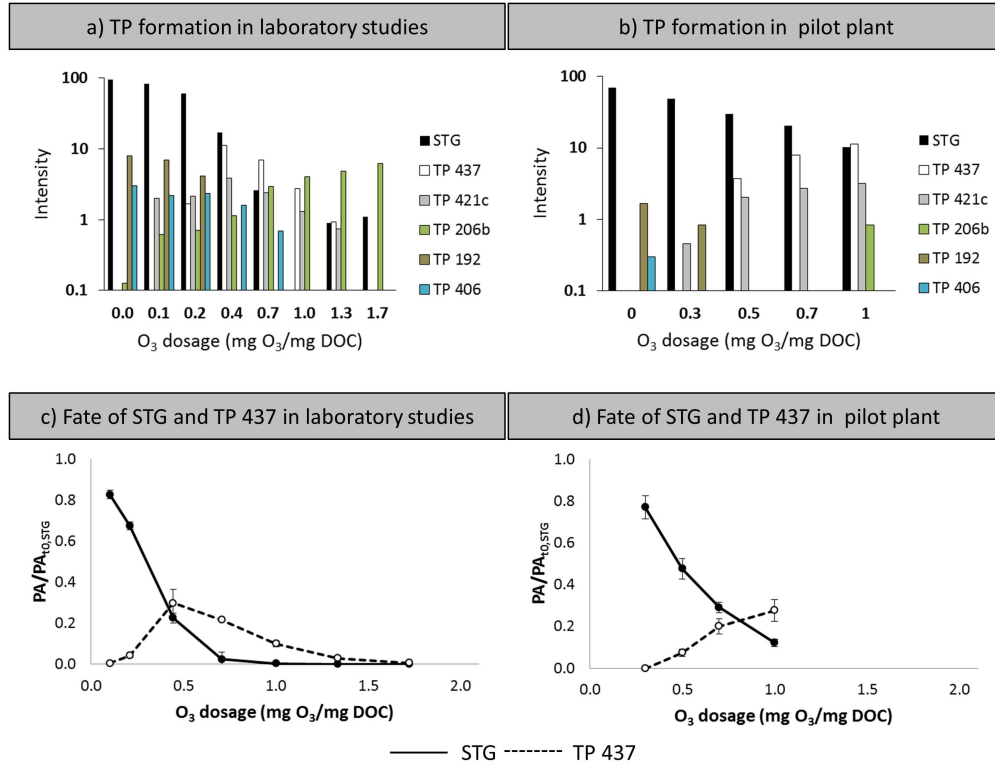 a) TP formation in laboratory studies
b) TP formation in pilot plant
100
10
1
0.1
Intensity
0.0 0.1 0.2 0.4 0.7 1.0 1.3 1.7
O₃ dosage (mg O₃/mg DOC)
STG
TP 437
TP 421c
TP 206b
TP 192
TP 406
100
10
1
0.1
Intensity
0 0.3 0.5 0.7 1
O₃ dosage (mg O₃/mg DOC)
STG
TP 437
TP 421c
TP 206b
TP 192
TP 406
c) Fate of STG and TP 437 in laboratory studies
d) Fate of STG and TP 437 in pilot plant
1.0
0.8
0.6
0.4
0.2
0.0
PA/PAt0,STG
0.0 0.5 1.0 1.5 2.0
O₃ dosage (mg O₃/mg DOC)
1.0
0.8
0.6
0.4
0.2
0.0
PA/PAt0,STG
0.0 0.5 1.0 1.5 2.0
O₃ dosage (mg O₃/mg DOC)
STG TP 437